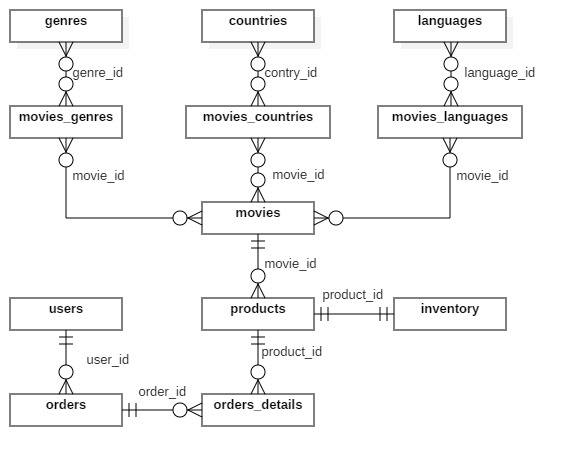 genres countries languages
genre_id contry_id language_id
movies_genres movies_countries movies_languages
movie_id movie_id movie_id
movies
movie_id
product_id
users products inventory
user_id product_id
order_id
orders orders_details